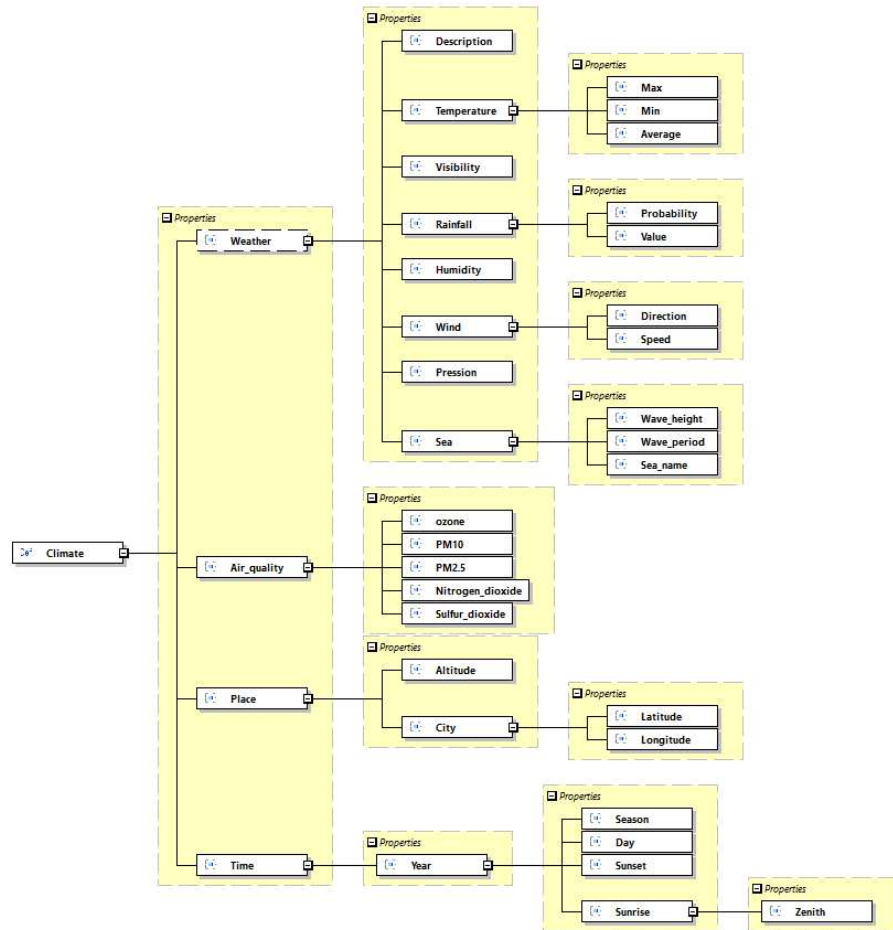 Properties
Description
Properties
Temperature
Max
Min
Average
Visibility
Properties
Properties
Rainfall
Probability
Value
Weather
Humidity
Properties
Wind
Direction
Speed
Pression
Properties
Sea
Wave_height
Wave_period
Sea_name
Properties
ozone
PM10
PM2.5
Nitrogen_dioxide
Sulfur_dioxide
Climate
Air_quality
Properties
Altitude
Place
Properties
City
Latitude
Longitude
Properties
Season
Day
Sunset
Properties
Time
Year
Sunrise
Properties
Zenith